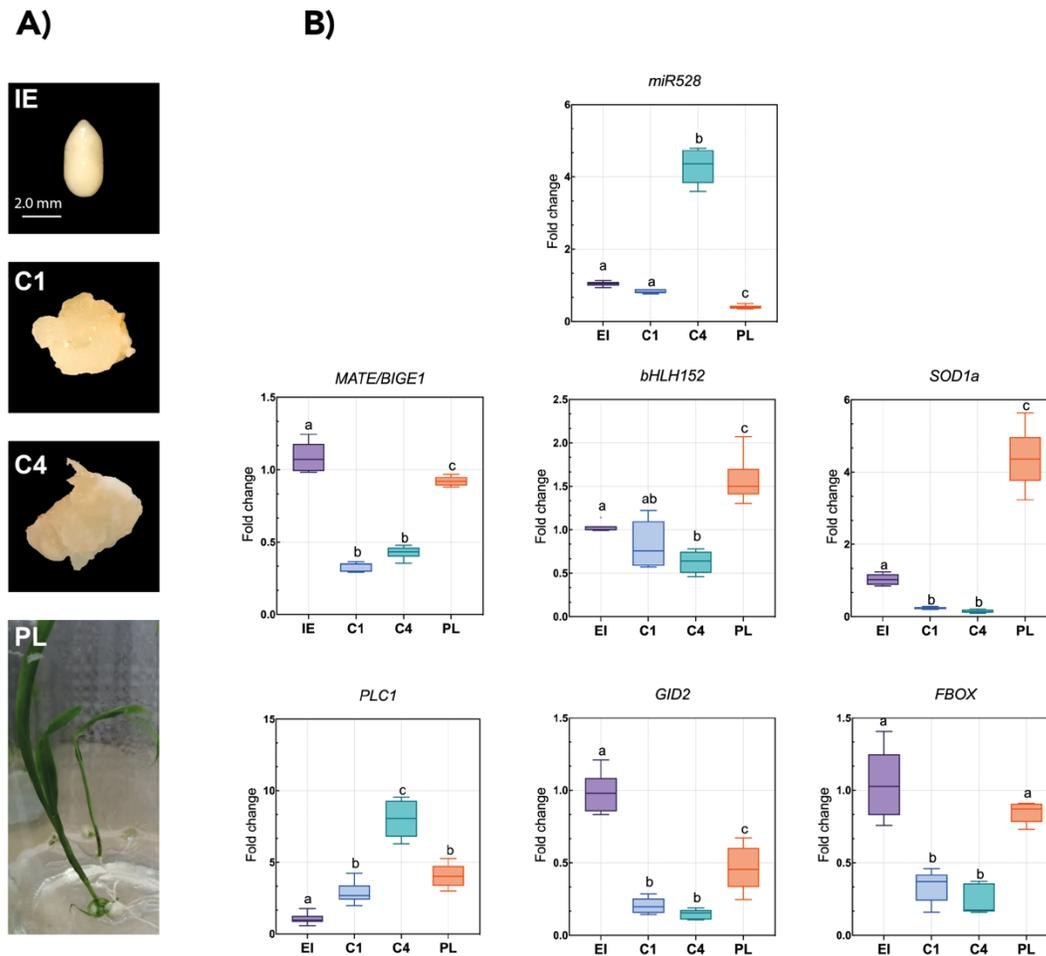 A)
B)
IE
2.0 mm
C1
C4
PL
miR528
Fold change
6
4
2
0
a
a
b
c
EI C1 C4 PL
MATE/BIGE1
Fold change
1.5
1.0
0.5
0.0
a
b
b
c
IE C1 C4 PL
bHLH152
Fold change
2.5
2.0
1.5
1.0
0.5
0.0
a
ab
b
c
EI C1 C4 PL
SOD1a
Fold change
6
4
2
0
a
b
b
c
EI C1 C4 PL
PLC1
Fold change
15
10
5
0
a
b
c
b
EI C1 C4 PL
GID2
Fold change
1.5
1.0
0.5
0.0
a
b
b
c
EI C1 C4 PL
FBOX
Fold change
1.5
1.0
0.5
0.0
a
b
b
a
EI C1 C4 PL